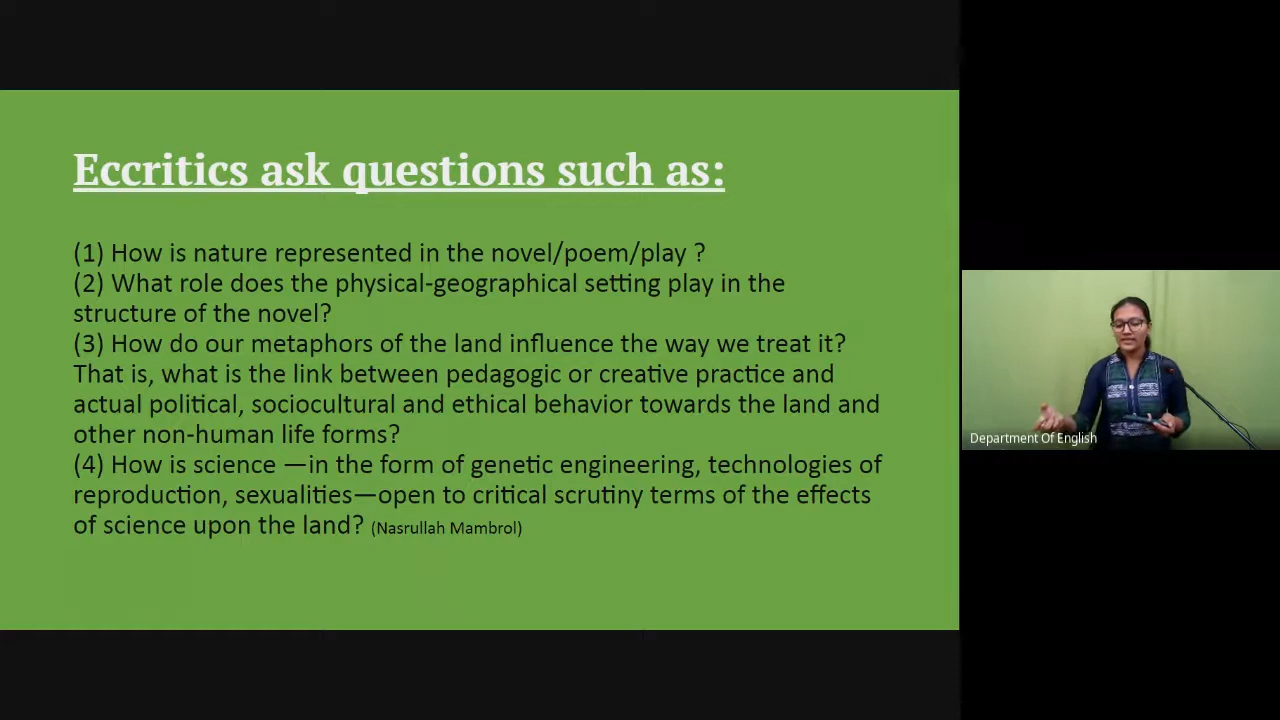 Eccritics ask questions such as:
(1) How is nature represented in the novel/poem/play ?
(2) What role does the physical-geographical setting play in the
structure of the novel?
(3) How do our metaphors of the land influence the way we treat it?
That is, what is the link between pedagogic or creative practice and
actual political, sociocultural and ethical behavior towards the land and
other non-human life forms?
(4) How is science —in the form of genetic engineering, technologies of
reproduction, sexualities—open to critical scrutiny terms of the effects
of science upon the land? (Nasrullah Mambrol)
Department Of English